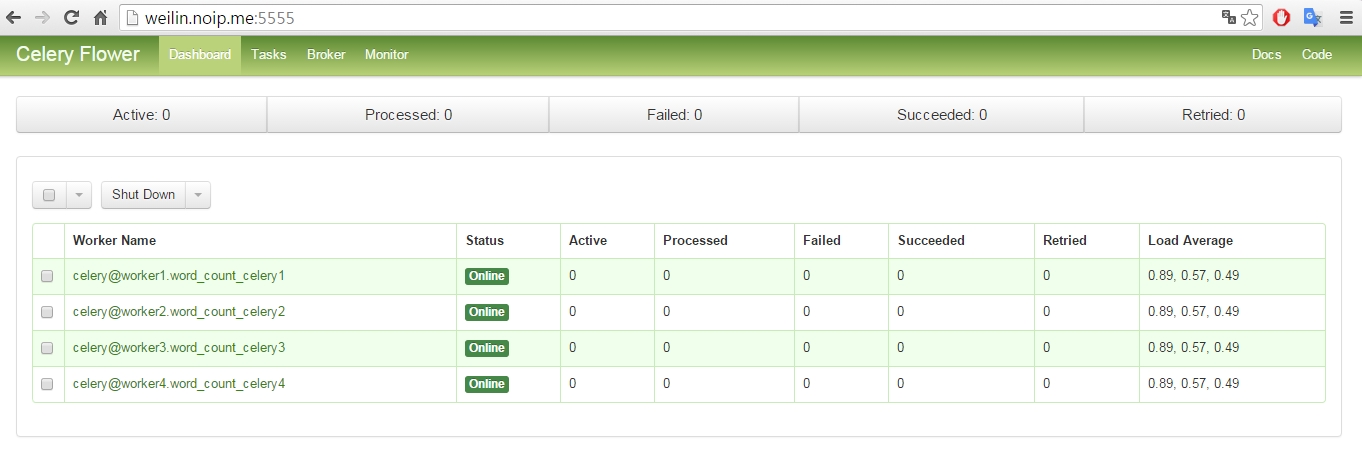 weilin.noip.me:5555
Celery Flower Dashboard Tasks Broker Monitor Docs Code
Active: 0 Processed: 0 Failed: 0 Succeeded: 0 Retried: 0
Shut Down
Worker Name Status Active Processed Failed Succeeded Retried Load Average
celery@worker1.word_count_celery1 Online 0 0 0 0 0 0.89, 0.57, 0.49
celery@worker2.word_count_celery2 Online 0 0 0 0 0 0.89, 0.57, 0.49
celery@worker3.word_count_celery3 Online 0 0 0 0 0 0.89, 0.57, 0.49
celery@worker4.word_count_celery4 Online 0 0 0 0 0 0.89, 0.57, 0.49